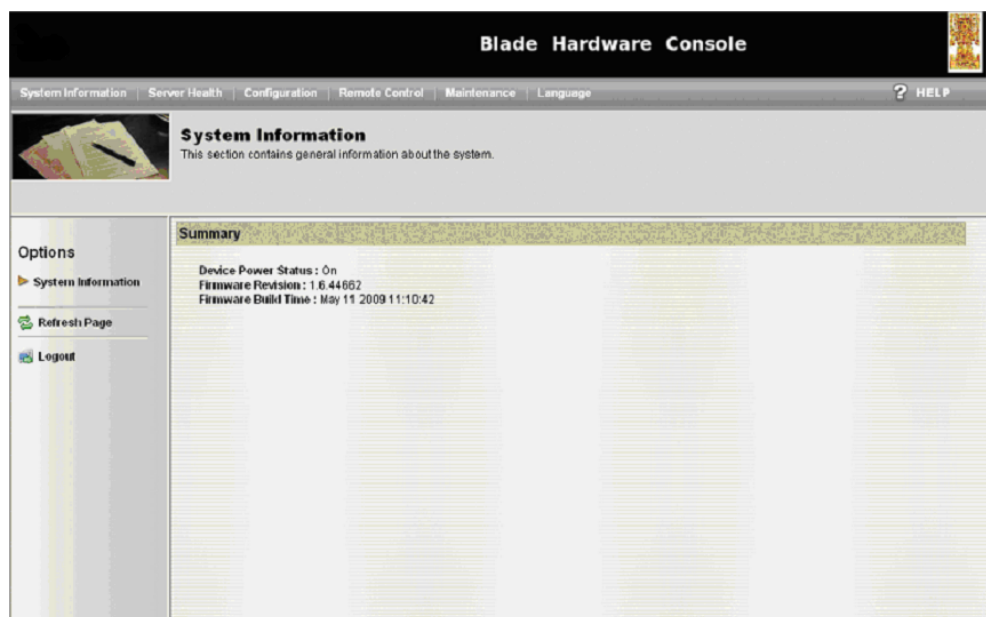 Blade Hardware Console
System Information | Server Health | Configuration | Remote Control | Maintenance | Language
? HELP
System Information
This section contains general information about the system.
Options
System Information
Refresh Page
Logout
Summary
Device Power Status : On
Firmware Revision : 1.6.44662
Firmware Build Time : May 11 2009 11:10:42